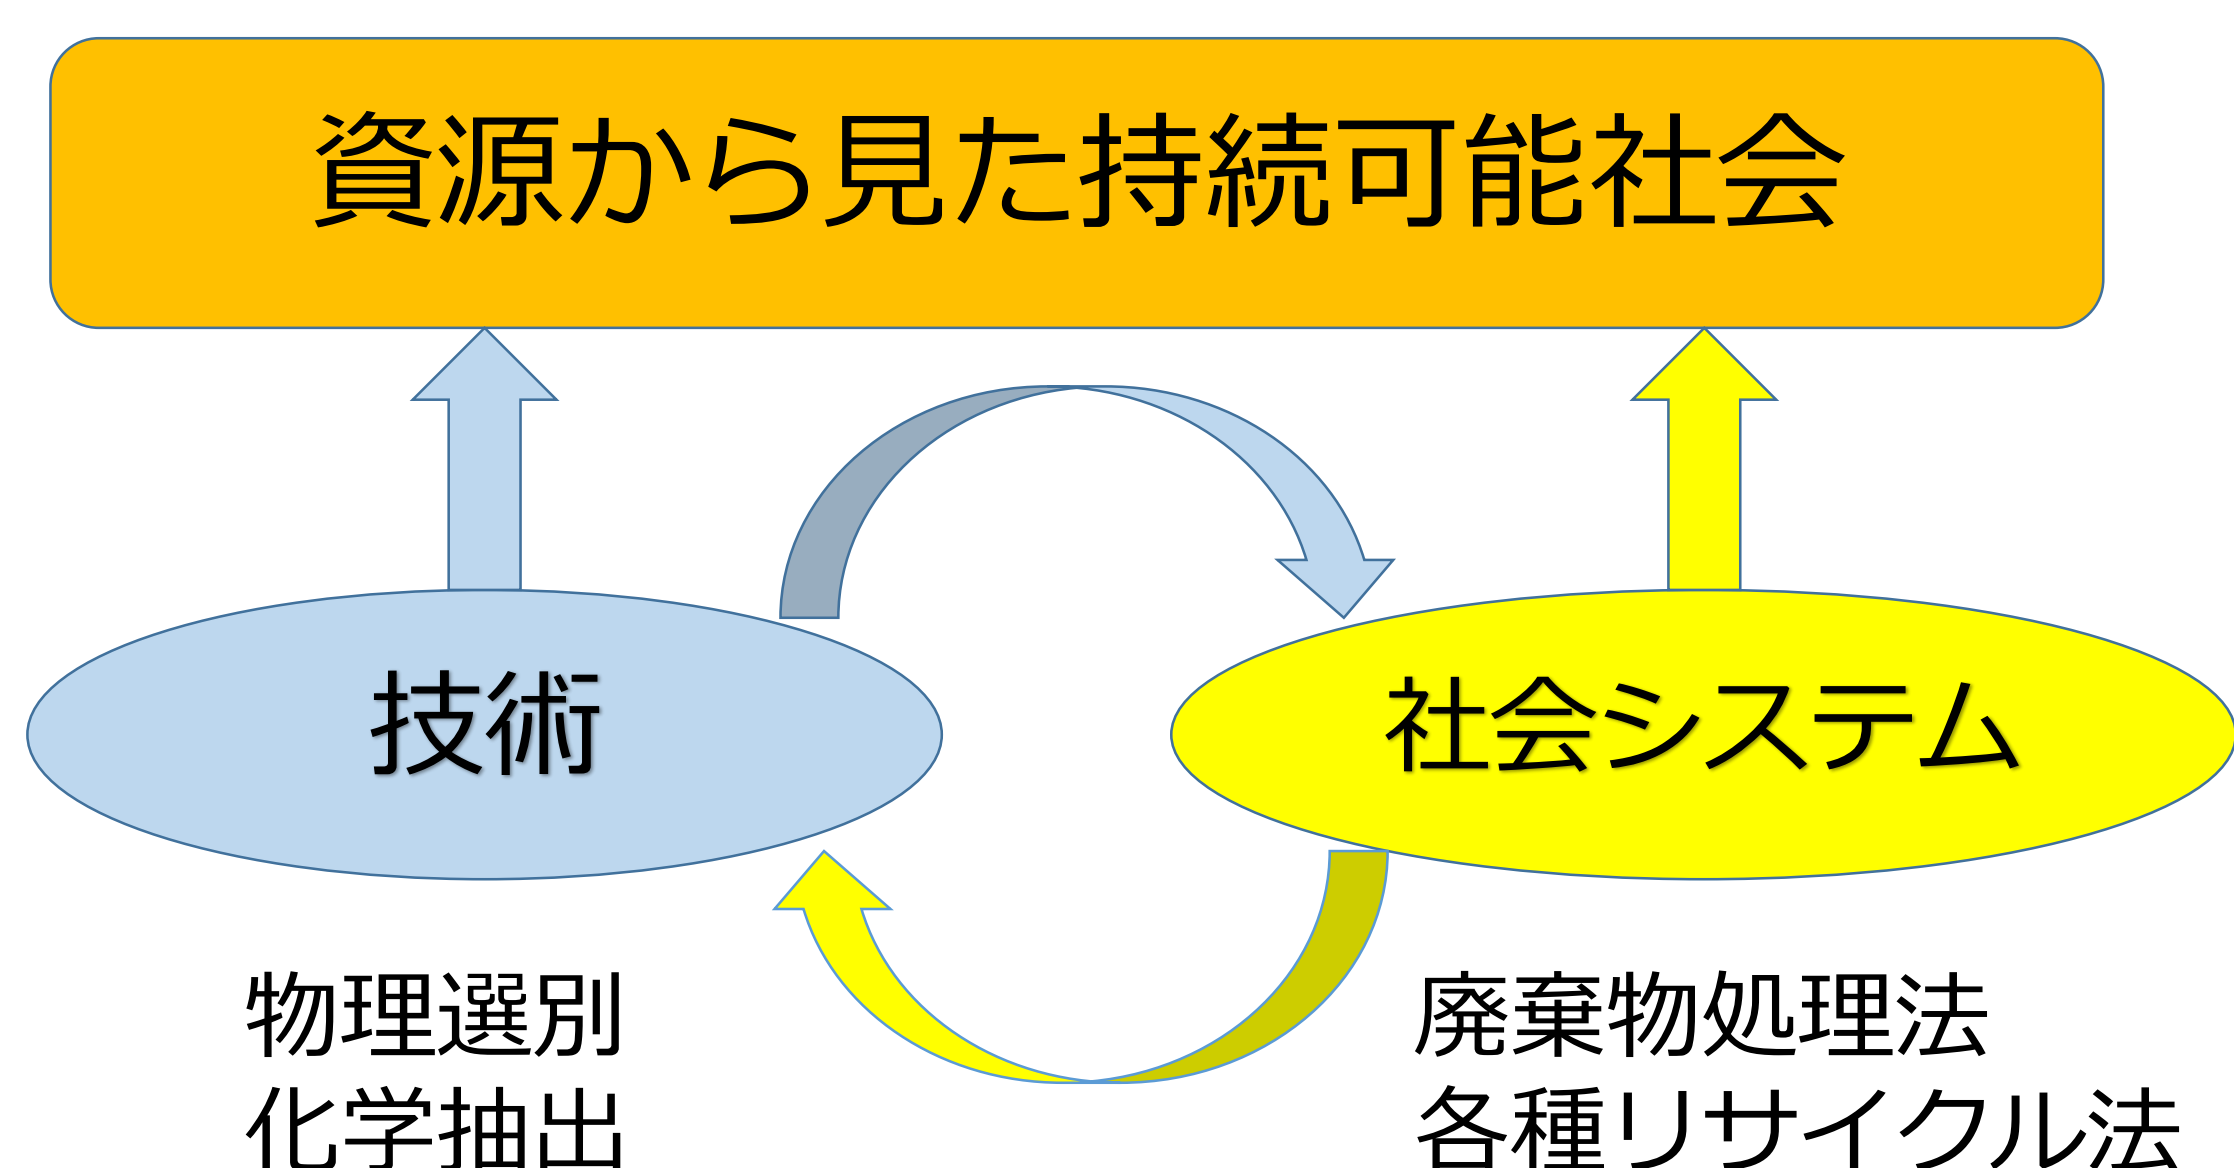 資源から見た持続可能社会
技術
社会システム
物理選別
化学抽出
廃棄物処理法
各種リサイクル法